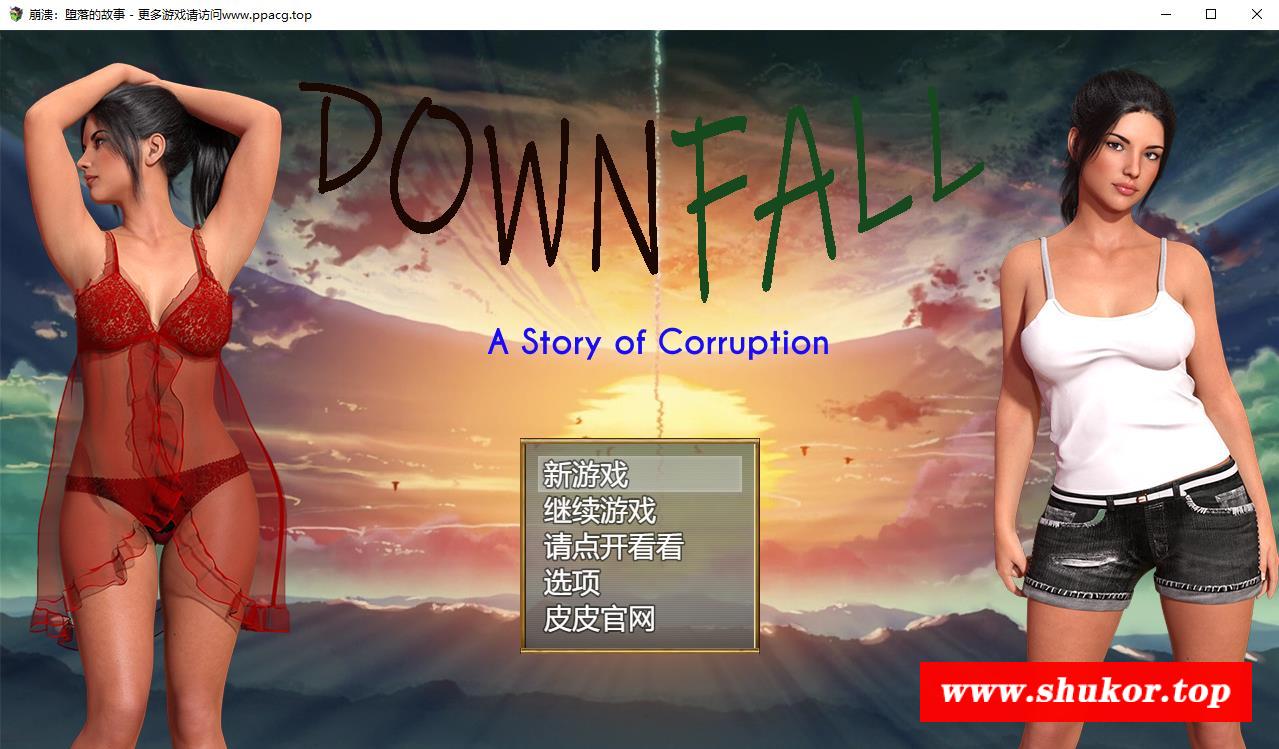 崩溃：堕落的故事 - 更多游戏请访问www.ppacg.top
DOWNFALL
A Story of Corruption
新游戏
继续游戏
请点开看看
选项
皮皮官网
www.shukor.top